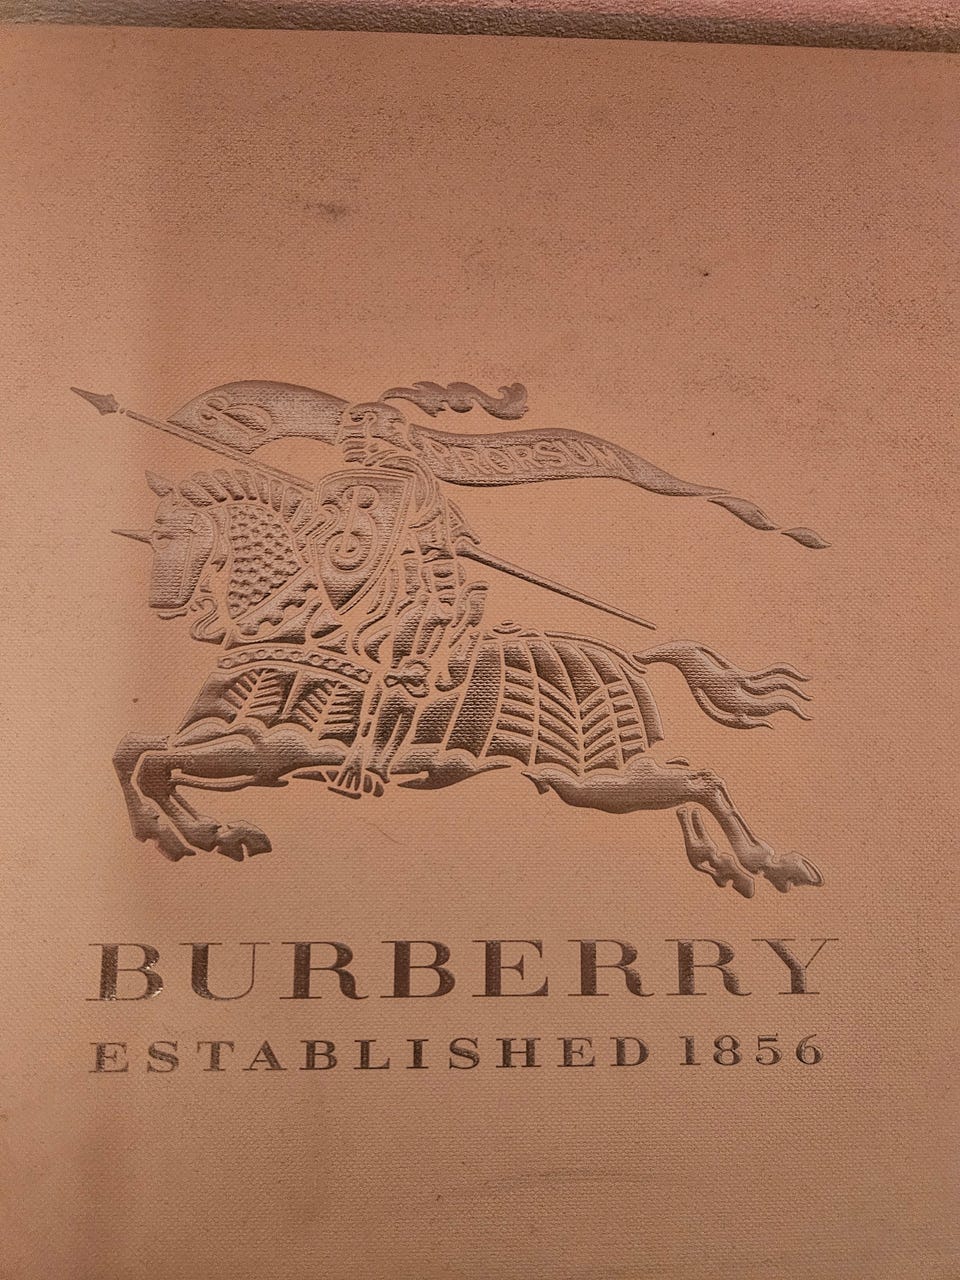 PRORSUM
B
BURBERRY
ESTABLISHED 1856